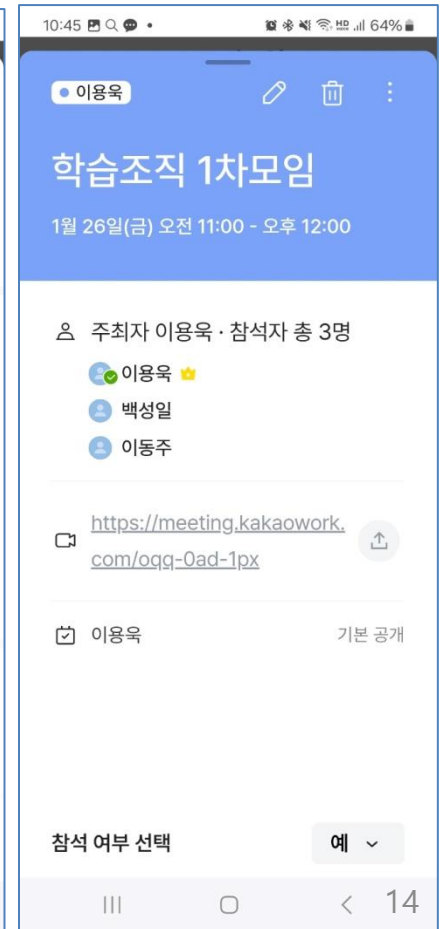 10:45 64%
이용욱
학습조직 1차모임
1월 26일(금) 오전 11:00 - 오후 12:00
주최자 이용욱 · 참석자 총 3명
이용욱
백성일
이동주
https://meeting.kakaowork.
com/oqq-0ad-1px
이용욱 기본 공개
참석 여부 선택 예
14